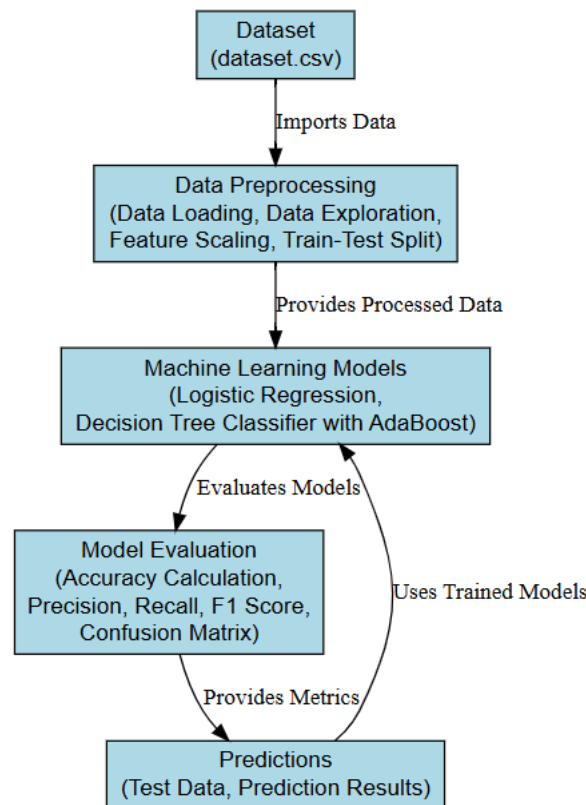 Dataset
(dataset.csv)
Imports Data
Data Preprocessing
(Data Loading, Data Exploration,
Feature Scaling, Train-Test Split)
Provides Processed Data
Machine Learning Models
(Logistic Regression,
Decision Tree Classifier with AdaBoost)
Evaluates Models
Model Evaluation
(Accuracy Calculation,
Precision, Recall, F1 Score,
Confusion Matrix)
Uses Trained Models
Provides Metrics
Predictions
(Test Data, Prediction Results)